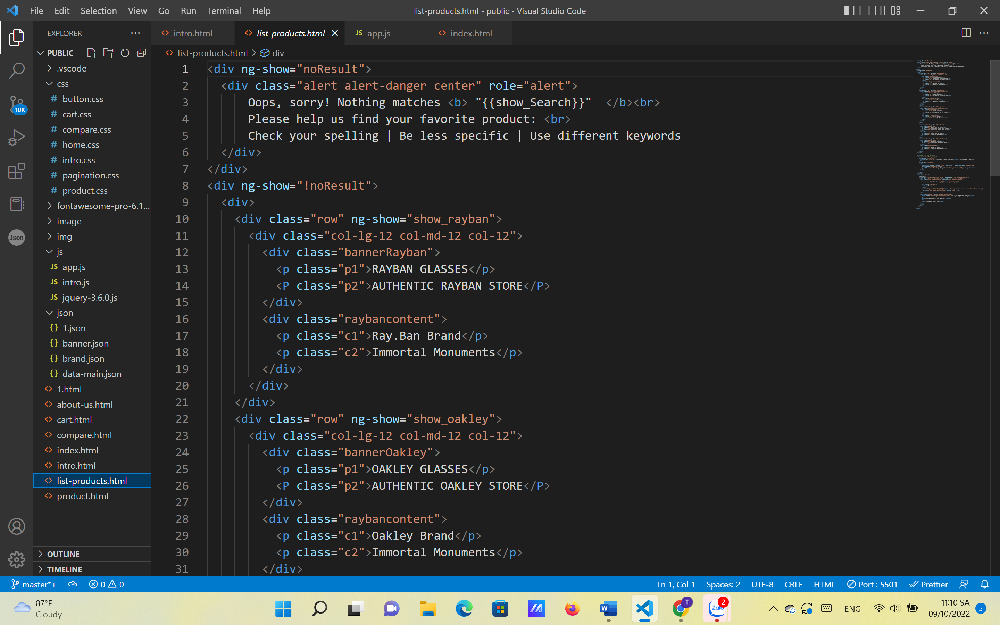 File Edit Selection View Go Run Terminal Help
list-products.html - public - Visual Studio Code
EXPLORER
PUBLIC
.vscode
css
button.css
cart.css
compare.css
home.css
intro.css
pagination.css
product.css
fontawesome-pro-6.1...
image
img
js
JS app.js
JS intro.js
JS jquery-3.6.0.js
json
{} 1.json
{} banner.json
{} brand.json
{} data-main.json
1.html
about-us.html
cart.html
compare.html
index.html
intro.html
list-products.html
product.html
OUTLINE
TIMELINE
10K
Json
intro.html list-products.html JS app.js index.html
list-products.html > div
1 <div ng-show="noResult">
2 <div class="alert alert-danger center" role="alert">
3 Oops, sorry! Nothing matches <b> "{{show_Search}}"  </b><br>
4 Please help us find your favorite product: <br>
5 Check your spelling | Be less specific | Use different keywords
6 </div>
7 </div>
8 <div ng-show="!noResult">
9 <div>
10 <div class="row" ng-show="show_rayban">
11 <div class="col-lg-12 col-md-12 col-12">
12 <div class="bannerRayban">
13 <p class="p1">RAYBAN GLASSES</p>
14 <P class="p2">AUTHENTIC RAYBAN STORE</P>
15 </div>
16 <div class="raybancontent">
17 <p class="c1">Ray.Ban Brand</p>
18 <p class="c2">Immortal Monuments</p>
19 </div>
20 </div>
21 </div>
22 <div class="row" ng-show="show_oakley">
23 <div class="col-lg-12 col-md-12 col-12">
24 <div class="bannerOakley">
25 <p class="p1">OAKLEY GLASSES</p>
26 <P class="p2">AUTHENTIC OAKLEY STORE</P>
27 </div>
28 <div class="raybancontent">
29 <p class="c1">Oakley Brand</p>
30 <p class="c2">Immortal Monuments</p>
31 </div>
master*+ 0 0 Ln 1, Col 1 Spaces: 2 UTF-8 CRLF HTML Port : 5501 Prettier
87°F
Cloudy
W
T
Zalo
2
ENG
11:10 SA
09/10/2022
5